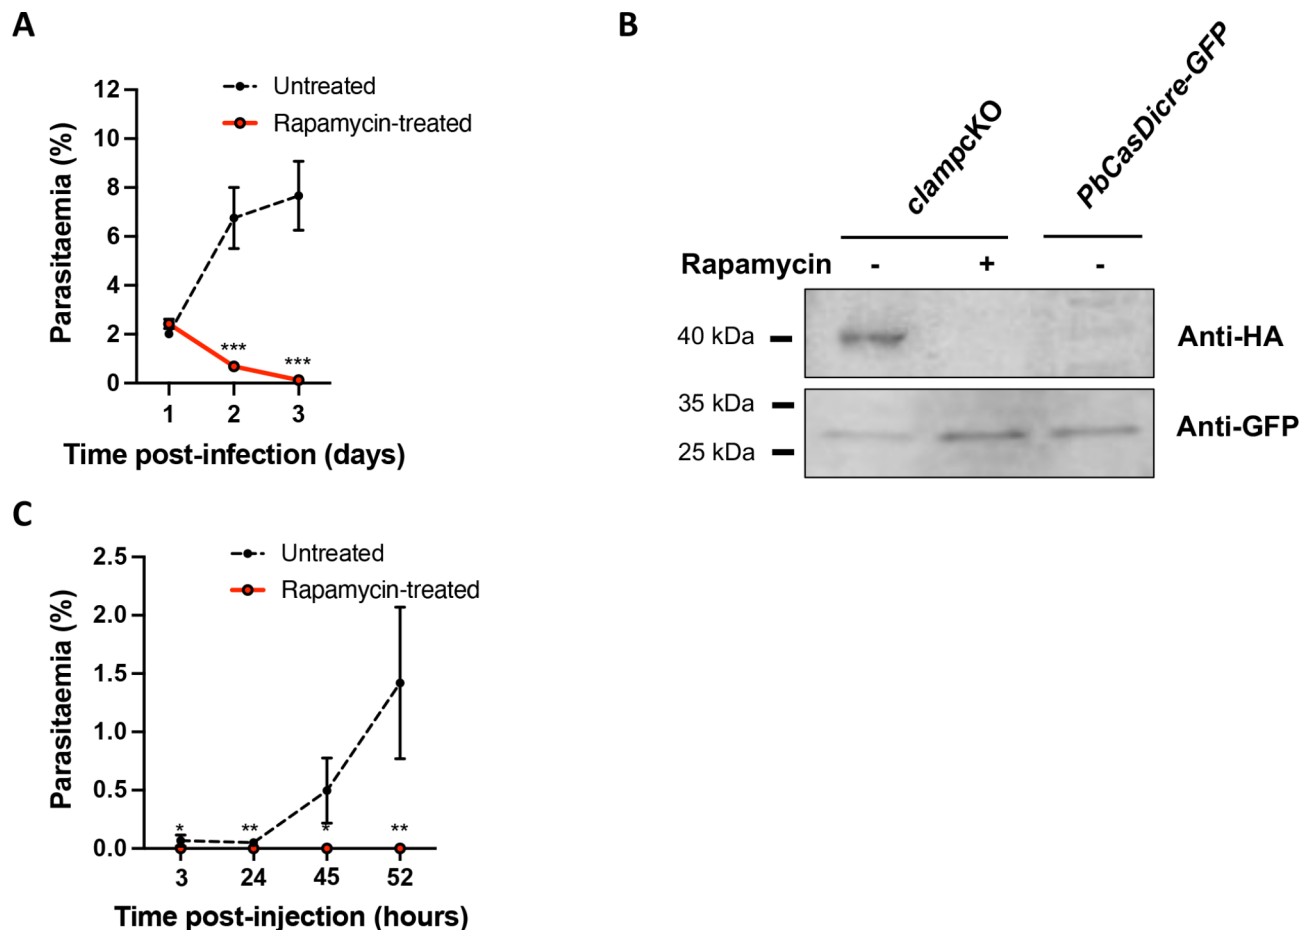 A
Untreated
Rapamycin-treated
12
10
8
6
4
2
0
Parasitaemia (%)
***
***
1 2 3
Time post-infection (days)
B
clampcKO
PbCasDicre-GFP
Rapamycin - + -
40 kDa
Anti-HA
35 kDa
25 kDa
Anti-GFP
C
Untreated
Rapamycin-treated
2.5
2.0
1.5
1.0
0.5
0.0
Parasitaemia (%)
* ** * **
3 24 45 52
Time post-injection (hours)